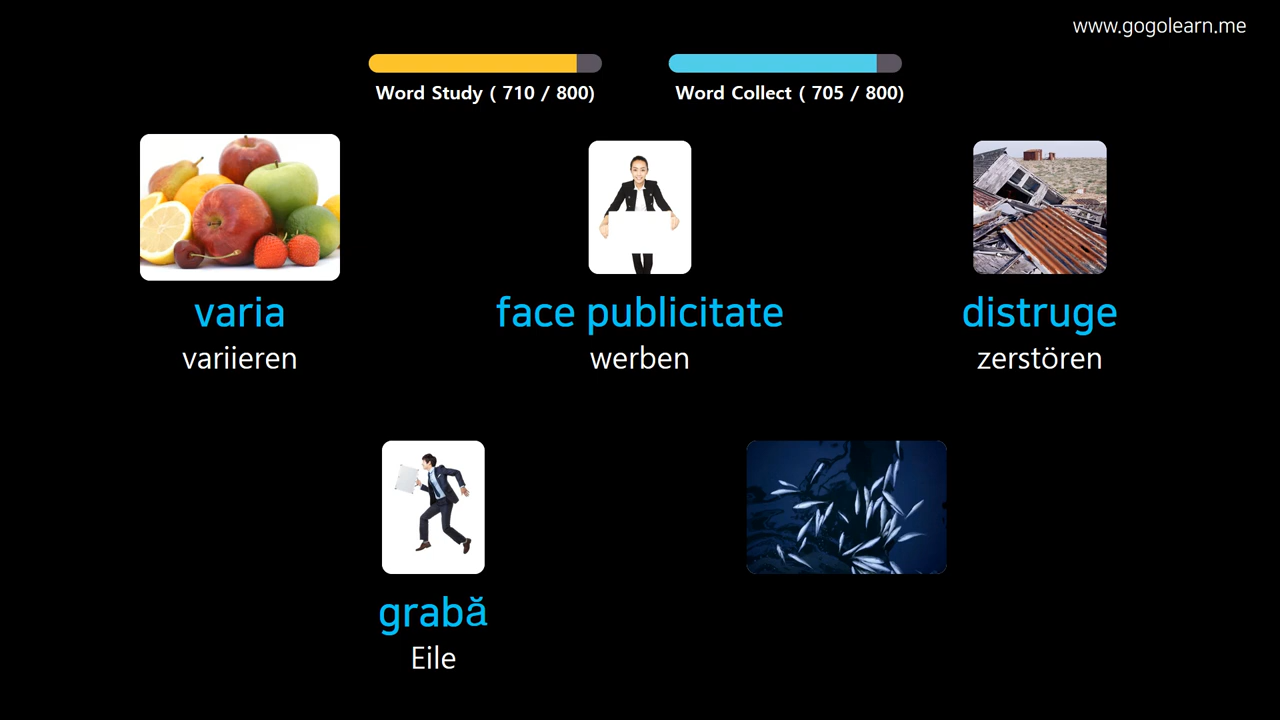 www.gogolearn.me
Word Study ( 710 / 800)
Word Collect ( 705 / 800)
varia
variieren
face publicitate
werben
distruge
zerstören
grabă
Eile